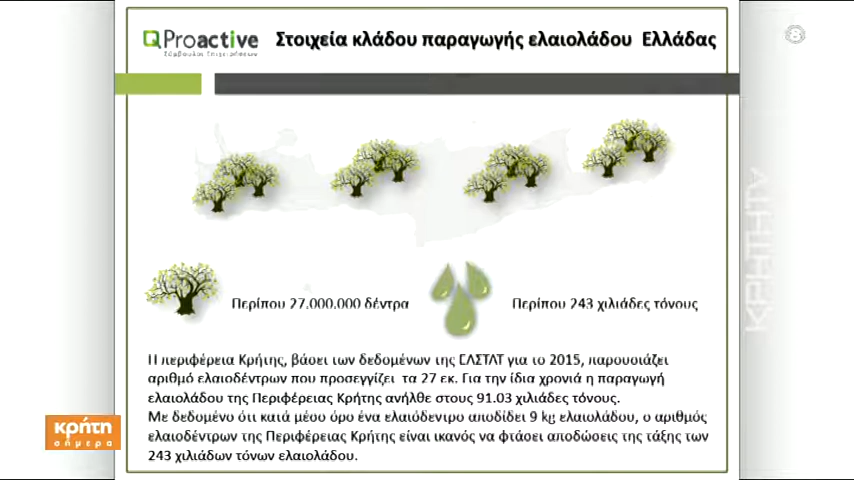 Proactive
Σύμβουλοι Επιχειρήσεων
Στοιχεία κλάδου παραγωγής ελαιολάδου Ελλάδας
ΚΡΗΤΗTV
Περίπου 27.000.000 δέντρα
Περίπου 243 χιλιάδες τόνους
Η περιφέρεια Κρήτης, βάσει των δεδομένων της ΕΛΣΤΑΤ για το 2015, παρουσιάζει
αριθμό ελαιοδέντρων που προσεγγίζει τα 27 εκ. Για την ίδια χρονιά η παραγωγή
ελαιολάδου της Περιφέρειας Κρήτης ανήλθε στους 91.03 χιλιάδες τόνους.
Με δεδομένο ότι κατά μέσο όρο ένα ελαιόδεντρο αποδίδει 9 kg ελαιολάδου, ο αριθμός
ελαιοδέντρων της Περιφέρειας Κρήτης είναι ικανός να φτάσει αποδώσεις της τάξης των
243 χιλιάδων τόνων ελαιολάδου.
κρήτη
σήμερα